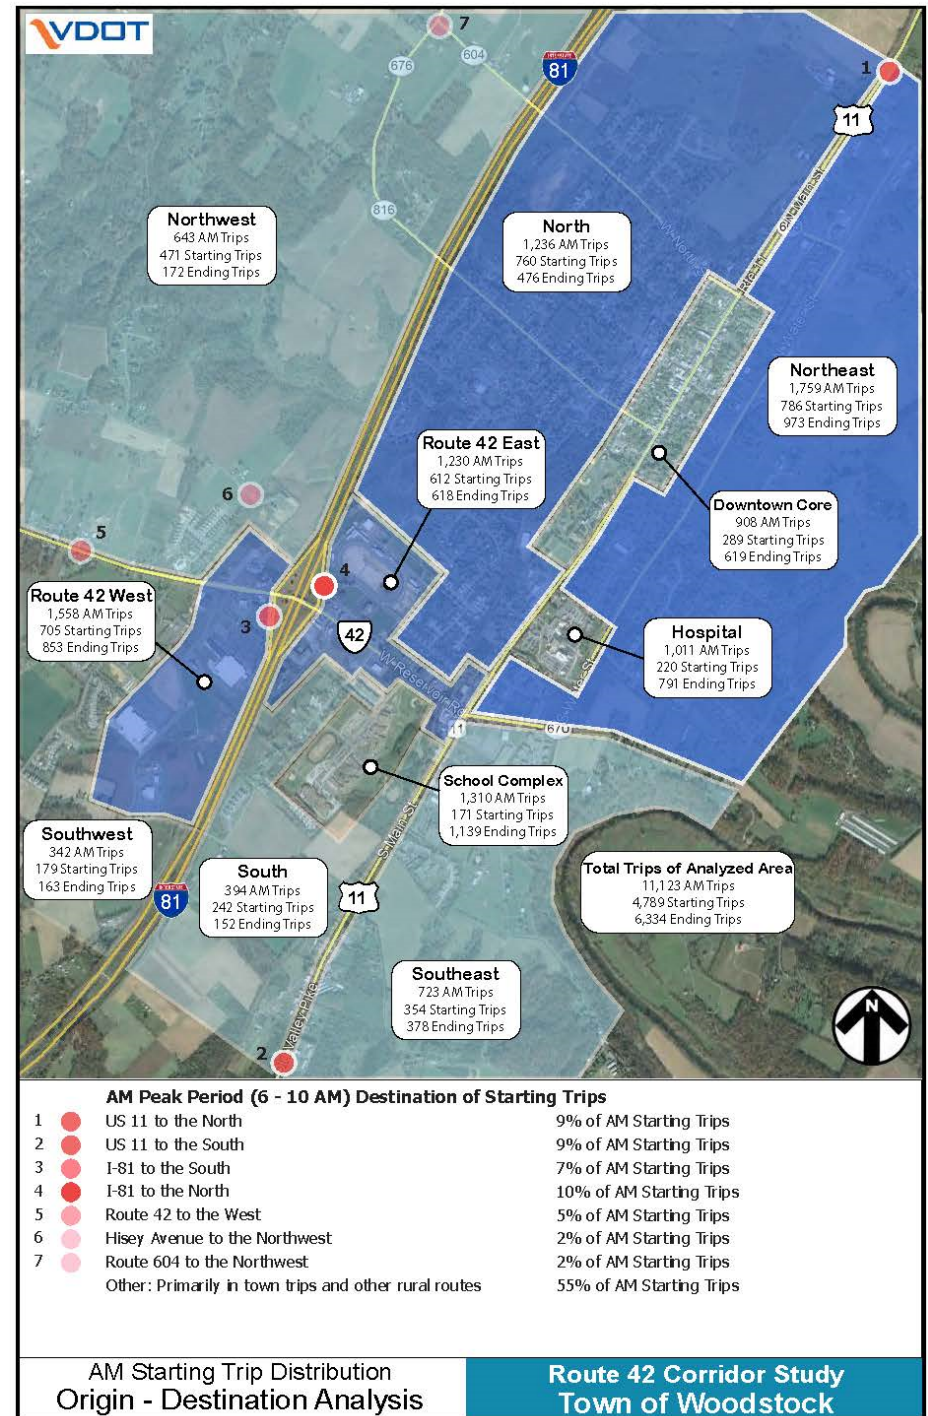 VDOT
7
604
676
INTERSTATE
81
1
11
816
N Main St
6
Northwest
643 AM Trips
471 Starting Trips
172 Ending Trips
North
1,236 AM Trips
760 Starting Trips
476 Ending Trips
Northeast
1,759 AM Trips
786 Starting Trips
973 Ending Trips
Route 42 East
1,230 AM Trips
612 Starting Trips
618 Ending Trips
6
5
Downtown Core
908 AM Trips
289 Starting Trips
619 Ending Trips
4
Route 42 West
1,558 AM Trips
705 Starting Trips
853 Ending Trips
3
42
Hospital
1,011 AM Trips
220 Starting Trips
791 Ending Trips
W Reservoir Rd
11
670
School Complex
1,310 AM Trips
171 Starting Trips
1,139 Ending Trips
S Main St
Southwest
342 AM Trips
179 Starting Trips
163 Ending Trips
South
394 AM Trips
242 Starting Trips
152 Ending Trips
81
11
Total Trips of Analyzed Area
11,123 AM Trips
4,789 Starting Trips
6,334 Ending Trips
Southeast
723 AM Trips
354 Starting Trips
378 Ending Trips
Valley Pike
2
N
AM Peak Period (6 - 10 AM) Destination of Starting Trips
1 US 11 to the North 9% of AM Starting Trips
2 US 11 to the South 9% of AM Starting Trips
3 I-81 to the South 7% of AM Starting Trips
4 I-81 to the North 10% of AM Starting Trips
5 Route 42 to the West 5% of AM Starting Trips
6 Hisey Avenue to the Northwest 2% of AM Starting Trips
7 Route 604 to the Northwest 2% of AM Starting Trips
Other: Primarily in town trips and other rural routes 55% of AM Starting Trips
AM Starting Trip Distribution
Origin - Destination Analysis
Route 42 Corridor Study
Town of Woodstock